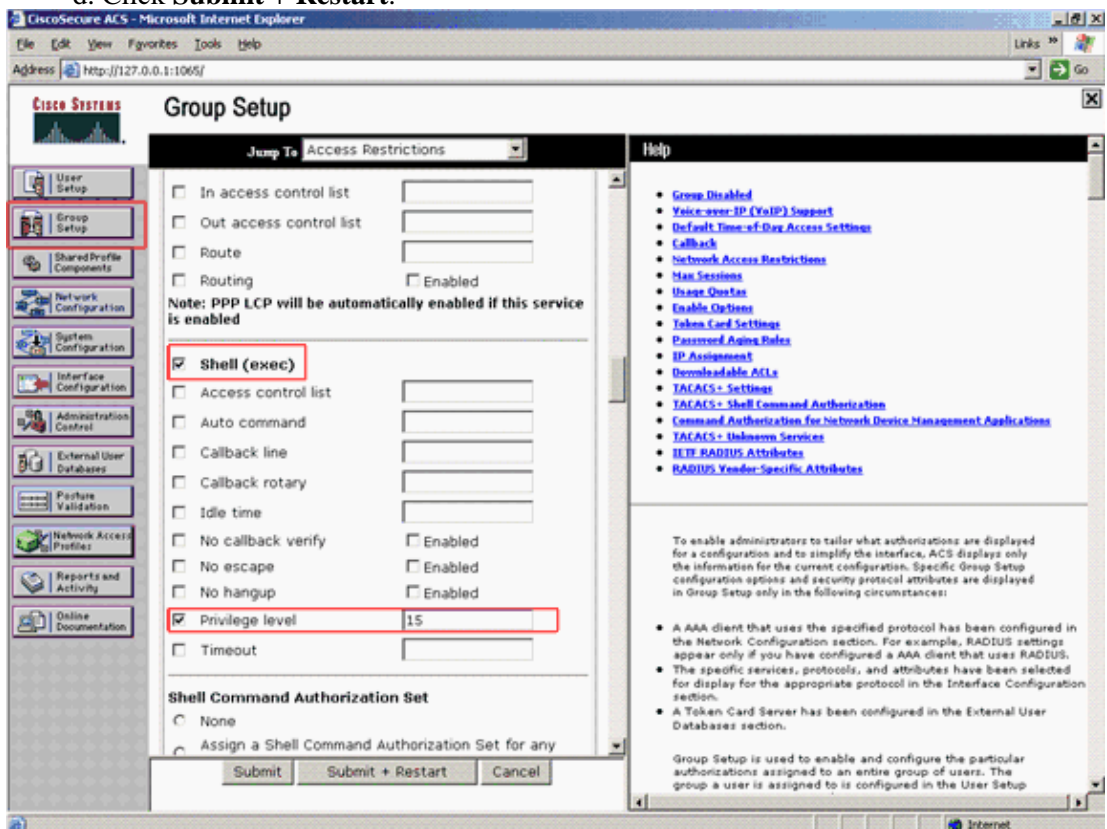 d. Click Submit + Restart.
CiscoSecure ACS - Microsoft Internet Explorer
File Edit View Favorites Tools Help
Links »
Address http://127.0.0.1:1065/
Go
CISCO SYSTEMS
Group Setup
Jump To Access Restrictions
Help
User Setup
Group Setup
Shared Profile Components
Network Configuration
System Configuration
Interface Configuration
Administration Control
External User Databases
Posture Validation
Network Access Profiles
Reports and Activity
Online Documentation
In access control list
Out access control list
Route
Routing Enabled
Note: PPP LCP will be automatically enabled if this service
is enabled
Shell (exec)
Access control list
Auto command
Callback line
Callback rotary
Idle time
No callback verify Enabled
No escape Enabled
No hangup Enabled
Privilege level 15
Timeout
Shell Command Authorization Set
None
Assign a Shell Command Authorization Set for any
Submit Submit + Restart Cancel
Group Disabled
Voice-over-IP (VoIP) Support
Default Time-of-Day Access Settings
Callback
Network Access Restrictions
Max Sessions
Usage Quotas
Enable Options
Token Card Settings
Password Aging Rules
IP Assignment
Downloadable ACLs
TACACS+ Settings
TACACS+ Shell Command Authorization
Command Authorization for Network Device Management Applications
TACACS+ Unknown Services
IETF RADIUS Attributes
RADIUS Vendor-Specific Attributes
To enable administrators to tailor what authorizations are displayed
for a configuration and to simplify the interface, ACS displays only
the information for the current configuration. Specific Group Setup
configuration options and security protocol attributes are displayed
in Group Setup only in the following circumstances:
A AAA client that uses the specified protocol has been configured in
the Network Configuration section. For example, RADIUS settings
appear only if you have configured a AAA client that uses RADIUS.
The specific services, protocols, and attributes have been selected
for display for the appropriate protocol in the Interface Configuration
section.
A Token Card Server has been configured in the External User
Databases section.
Group Setup is used to enable and configure the particular
authorizations assigned to an entire group of users. The
group a user is assigned to is configured in the User Setup
Internet